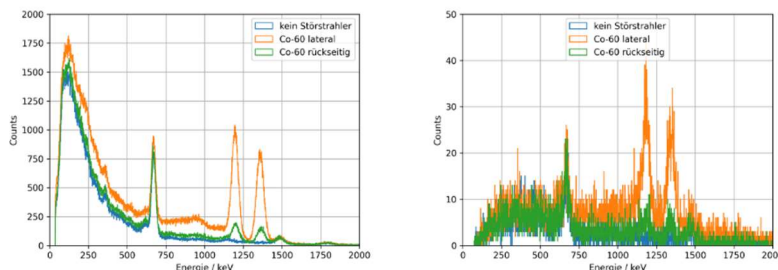 2000
1750
1500
1250
1000
750
500
250
0
Counts
kein Störstrahler
Co-60 lateral
Co-60 rückseitig
0 250 500 750 1000 1250 1500 1750 2000
Energie / keV
50
40
30
20
10
0
Counts
kein Störstrahler
Co-60 lateral
Co-60 rückseitig
0 250 500 750 1000 1250 1500 1750 200
Energie / keV